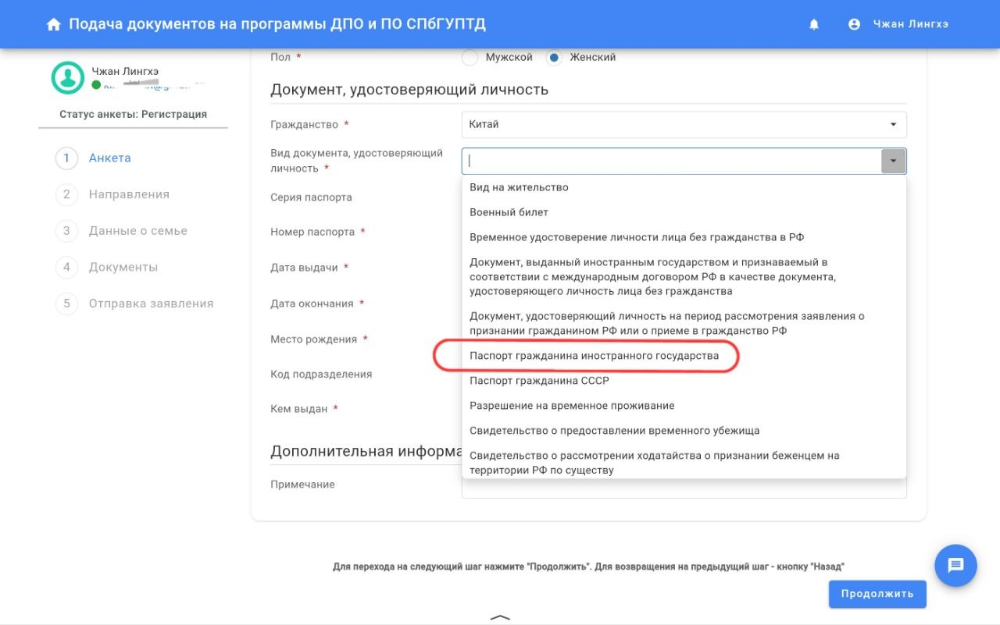 Подача документов на программы ДПО и ПО СПбГУПТД
Чжан Лингхэ
Чжан Лингхэ
Статус анкеты: Регистрация
1 Анкета
2 Направления
3 Данные о семье
4 Документы
5 Отправка заявления
Пол *
Мужской
Женский
Документ, удостоверяющий личность
Гражданство *
Китай
Вид документа, удостоверяющий
личность *
Серия паспорта
Номер паспорта *
Дата выдачи *
Дата окончания *
Место рождения *
Код подразделения
Кем выдан *
Вид на жительство
Военный билет
Временное удостоверение личности лица без гражданства в РФ
Документ, выданный иностранным государством и признаваемый в
соответствии с международным договором РФ в качестве документа,
удостоверяющего личность лица без гражданства
Документ, удостоверяющий личность на период рассмотрения заявления о
признании гражданином РФ или о приеме в гражданство РФ
Паспорт гражданина иностранного государства
Паспорт гражданина СССР
Разрешение на временное проживание
Свидетельство о предоставлении временного убежища
Свидетельство о рассмотрении ходатайства о признании беженцем на
территории РФ по существу
Дополнительная информа
Примечание
Для перехода на следующий шаг нажмите "Продолжить". Для возвращения на предыдущий шаг - кнопку "Назад"
Продолжить